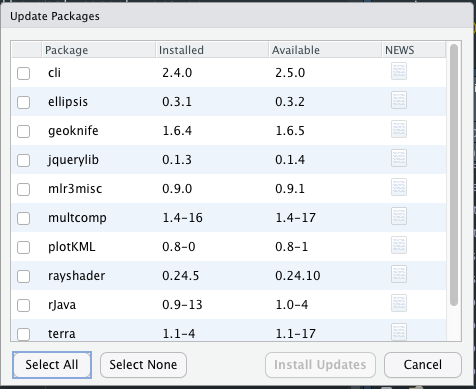 Update Packages
Package Installed Available NEWS
cli 2.4.0 2.5.0
ellipsis 0.3.1 0.3.2
geoknife 1.6.4 1.6.5
jquerylib 0.1.3 0.1.4
mlr3misc 0.9.0 0.9.1
multcomp 1.4-16 1.4-17
plotKML 0.8-0 0.8-1
rayshader 0.24.5 0.24.10
rJava 0.9-13 1.0-4
terra 1.1-4 1.1-17
Select All Select None Install Updates Cancel